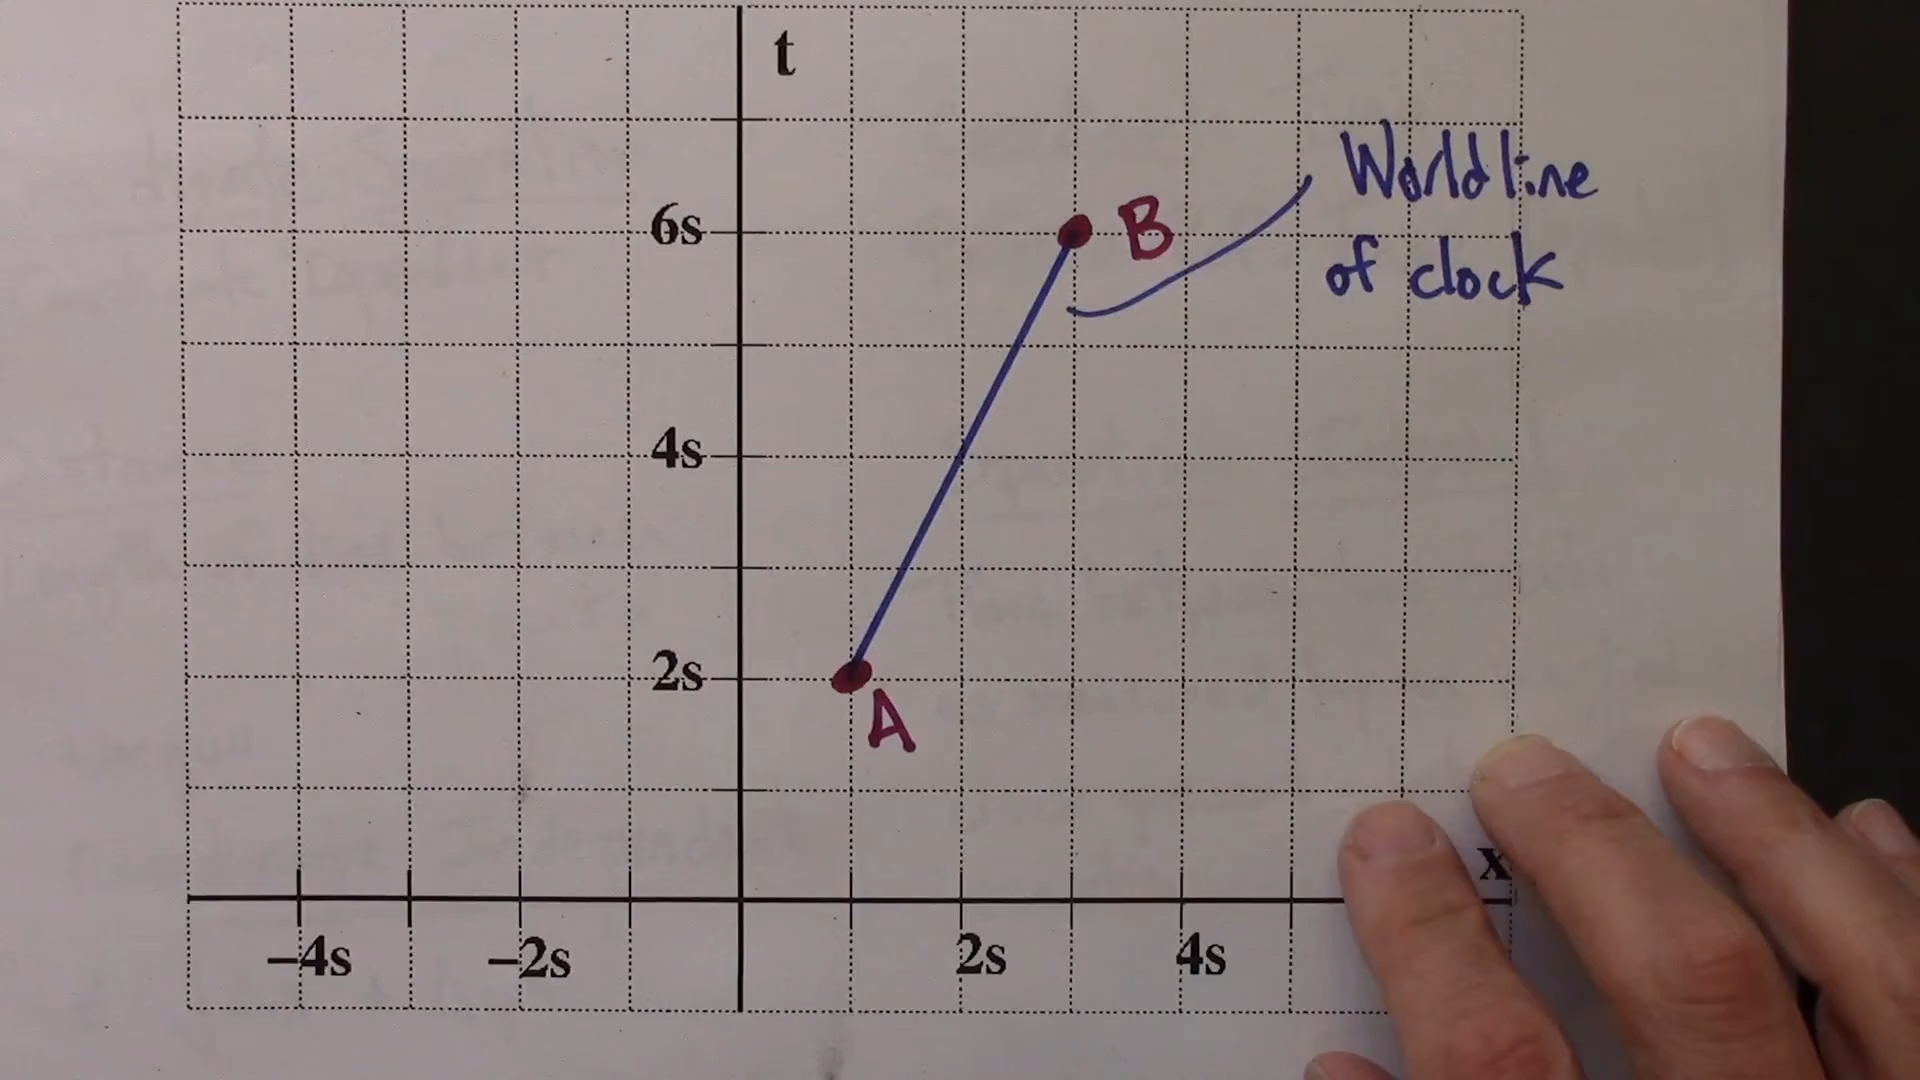 t
World line
6s
B
of clock
4s
2s
A
x
−4s
−2s
2s
4s